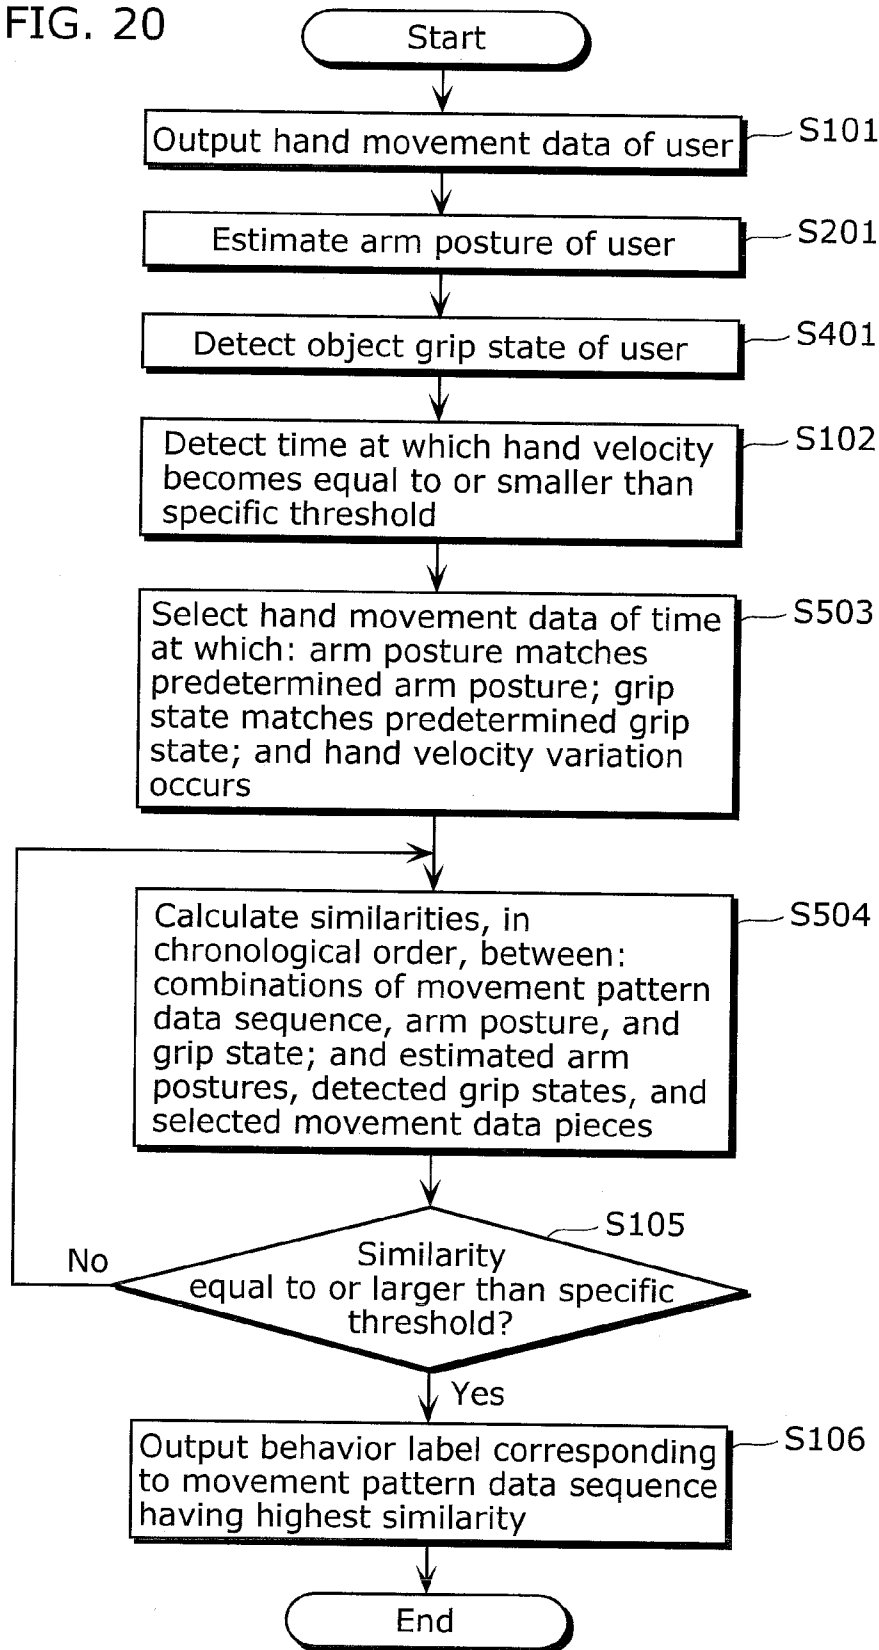 FIG. 20
Start
Output hand movement data of user
S101
Estimate arm posture of user
S201
Detect object grip state of user
S401
Detect time at which hand velocity
becomes equal to or smaller than
specific threshold
S102
Select hand movement data of time
at which: arm posture matches
predetermined arm posture; grip
state matches predetermined grip
state; and hand velocity variation
occurs
S503
Calculate similarities, in
chronological order, between:
combinations of movement pattern
data sequence, arm posture, and
grip state; and estimated arm
postures, detected grip states, and
selected movement data pieces
S504
S105
Similarity
equal to or larger than specific
threshold?
No
Yes
Output behavior label corresponding
to movement pattern data sequence
having highest similarity
S106
End